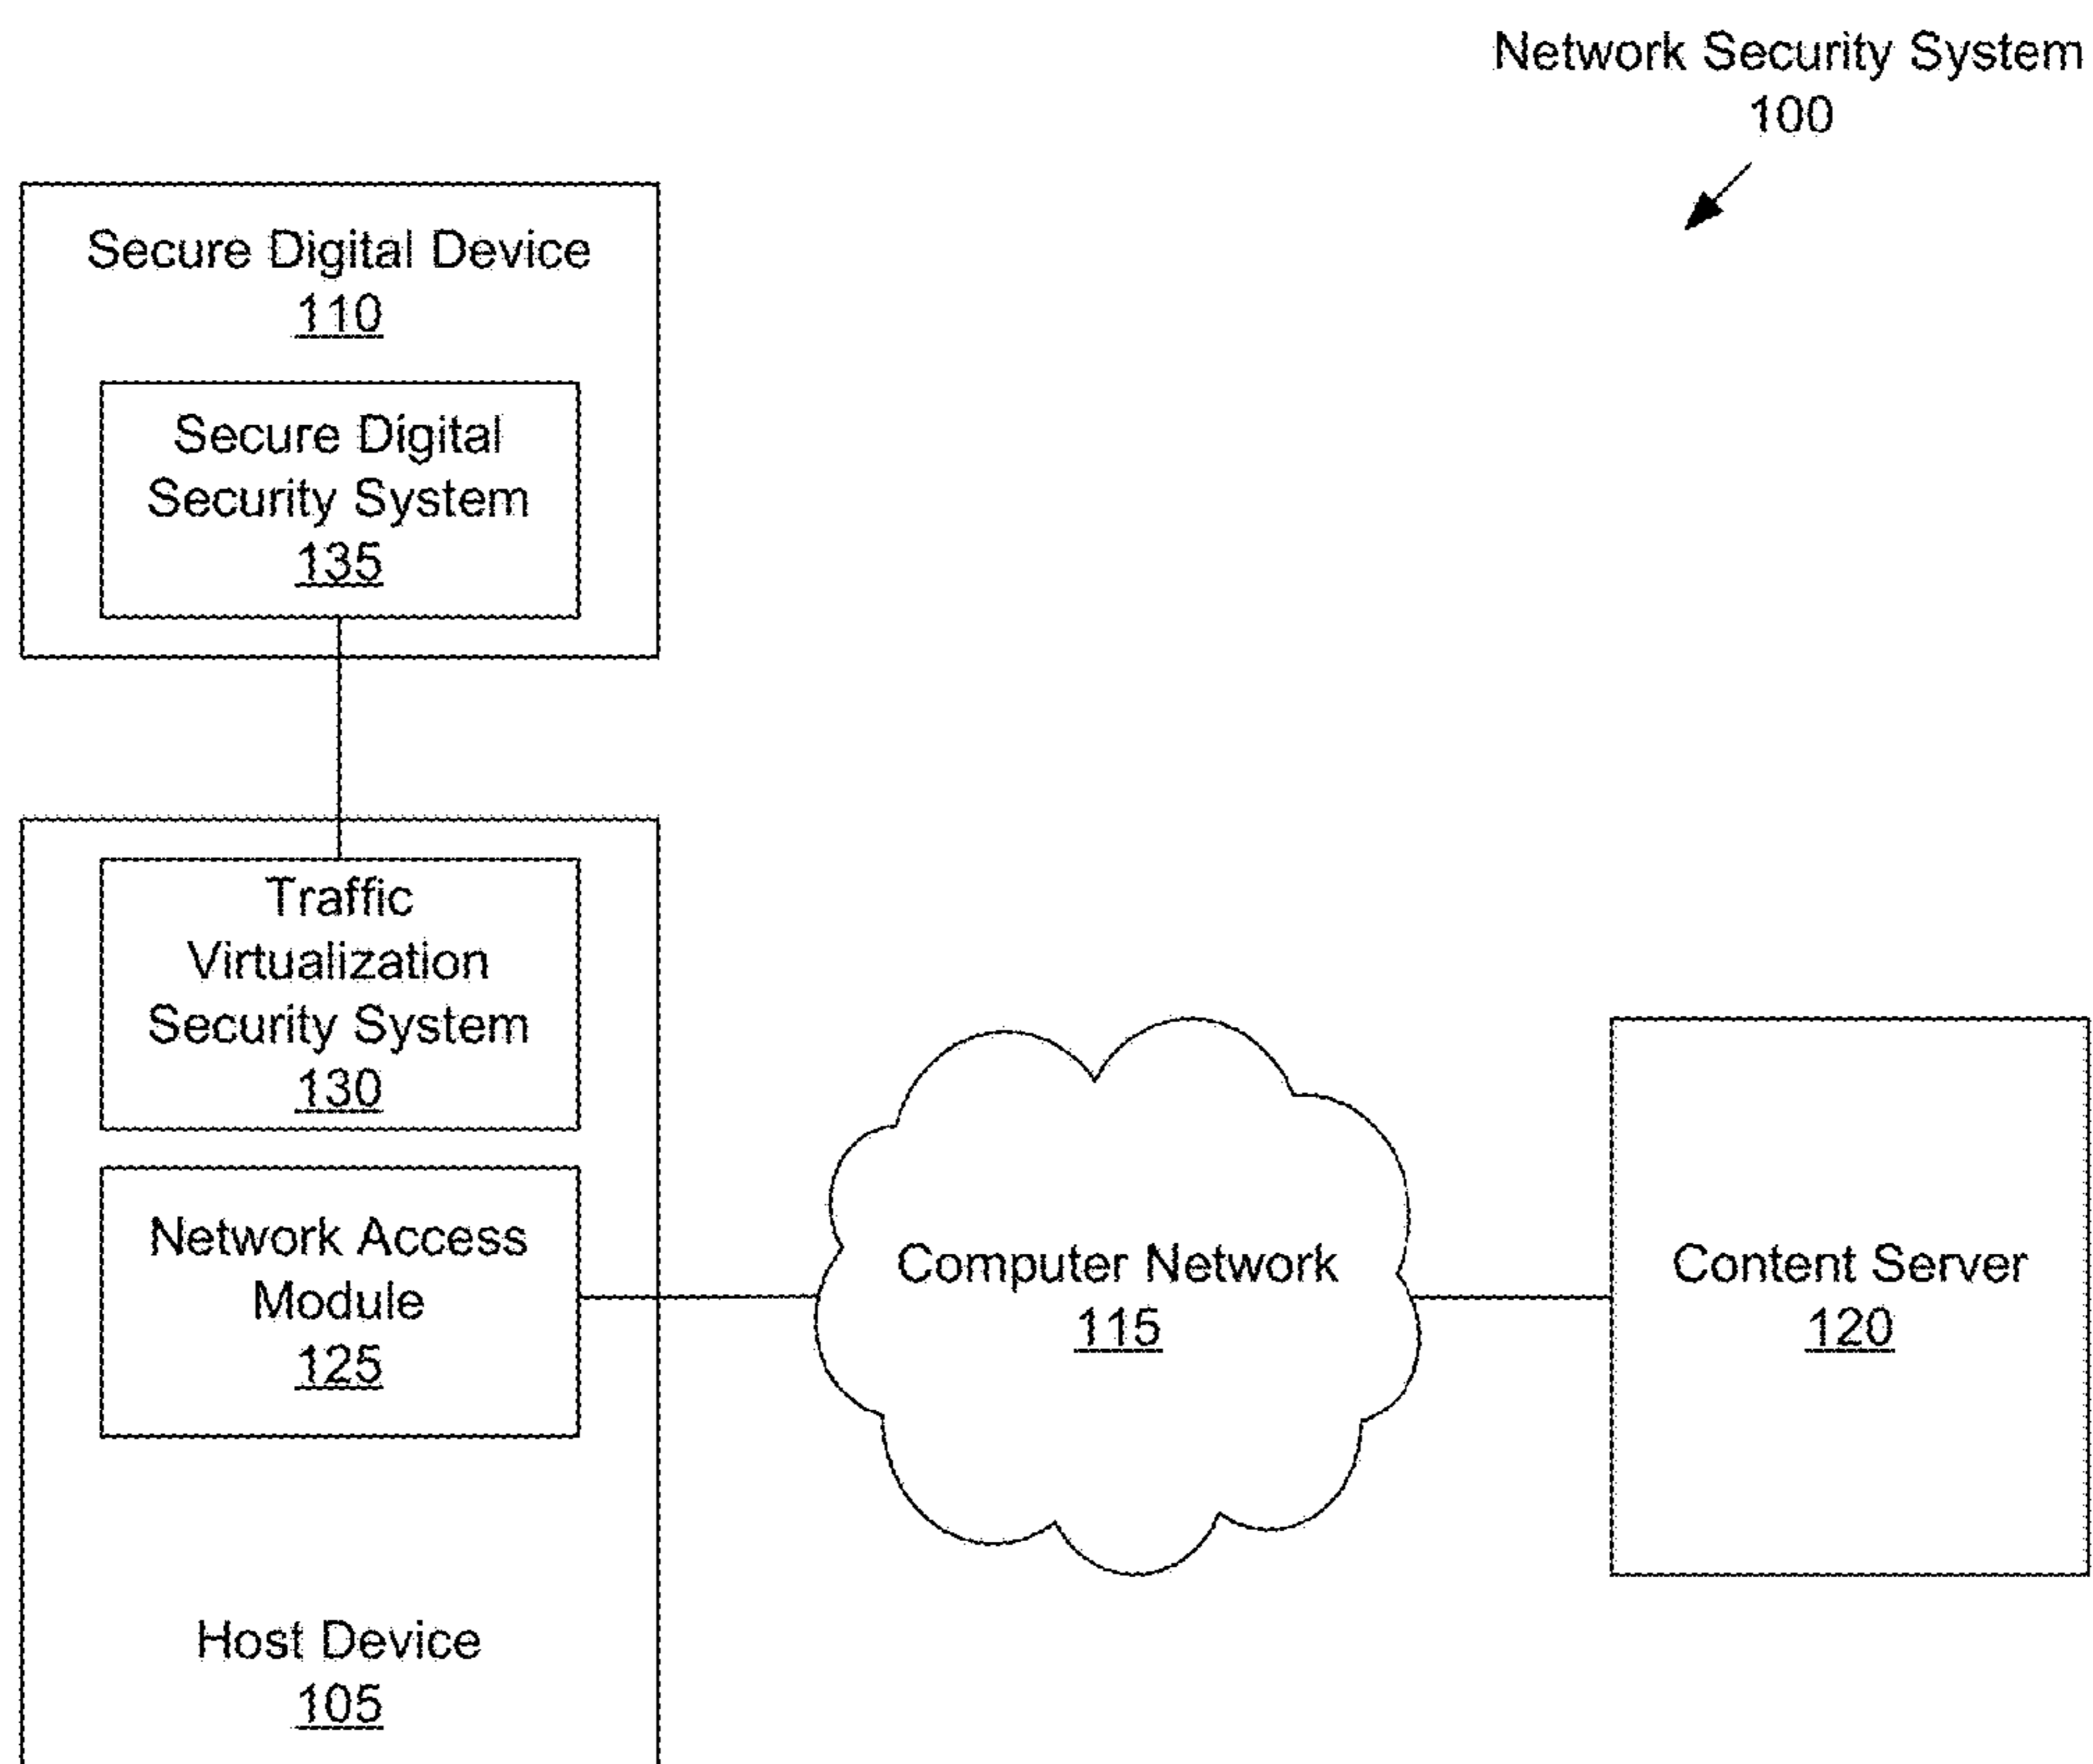 Network Security System
100
Secure Digital Device
110
Secure Digital
Security System
135
Traffic
Virtualization
Security System
130
Network Access
Module
125
Host Device
105
Computer Network
115
Content Server
120